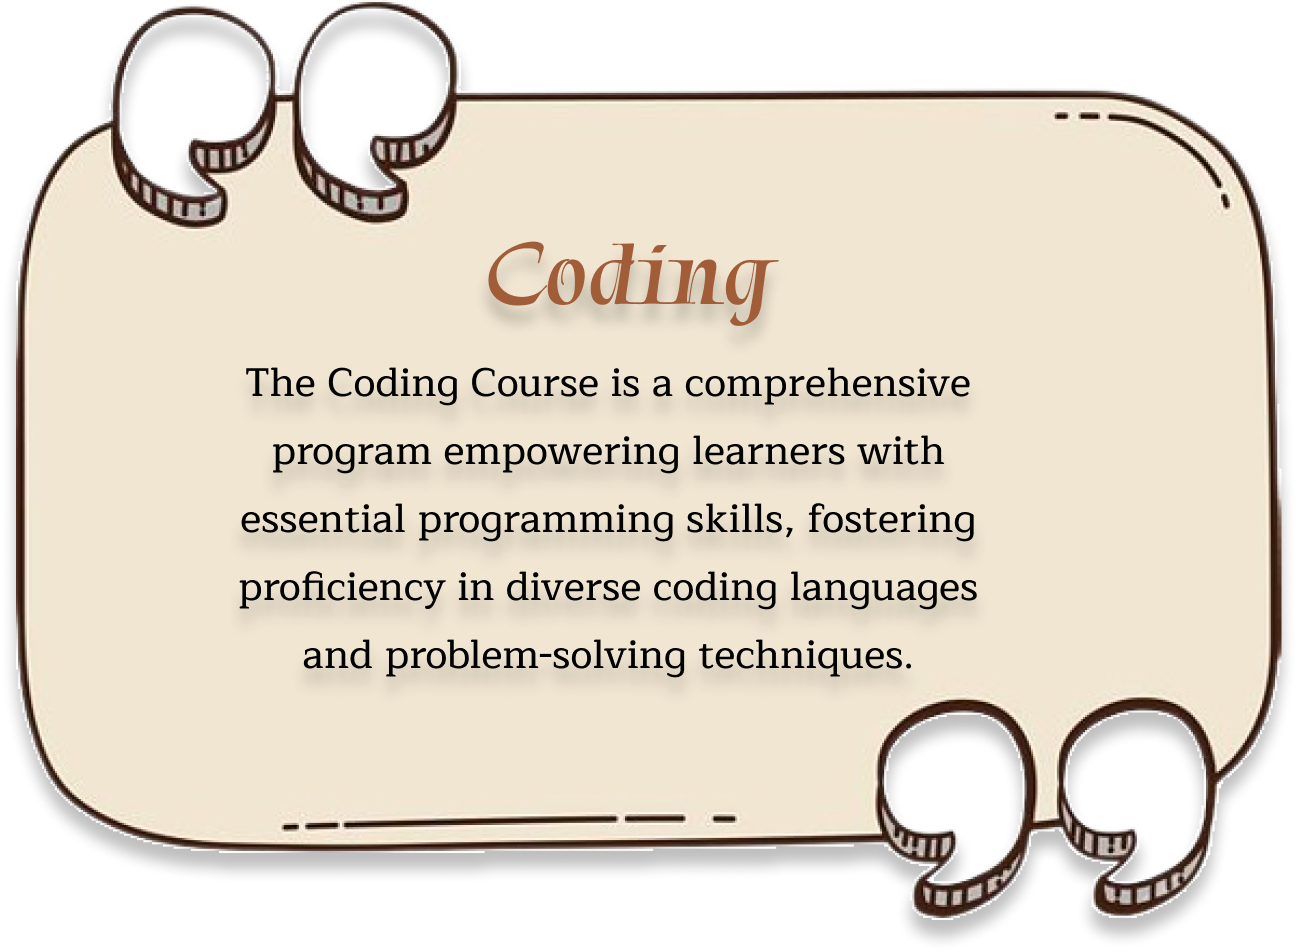 Coding
The Coding Course is a comprehensive
program empowering learners with
essential programming skills, fostering
proficiency in diverse coding languages
and problem-solving techniques.